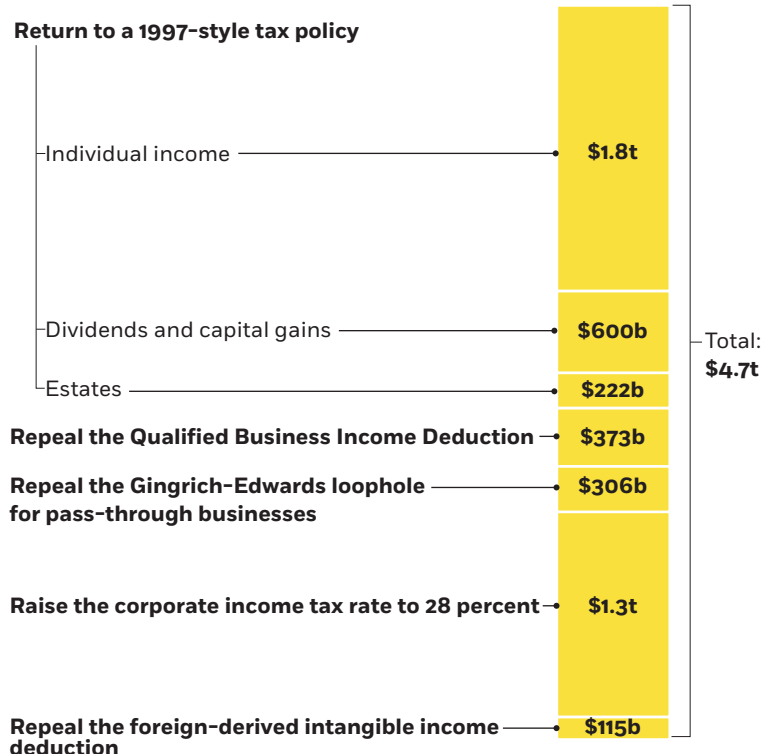 Return to a 1997-style tax policy
Individual income
$1.8t
Dividends and capital gains
$600b
Total:
$4.7t
Estates
$222b
Repeal the Qualified Business Income Deduction
$373b
Repeal the Gingrich-Edwards loophole
for pass-through businesses
$306b
Raise the corporate income tax rate to 28 percent
$1.3t
Repeal the foreign-derived intangible income
deduction
$115b